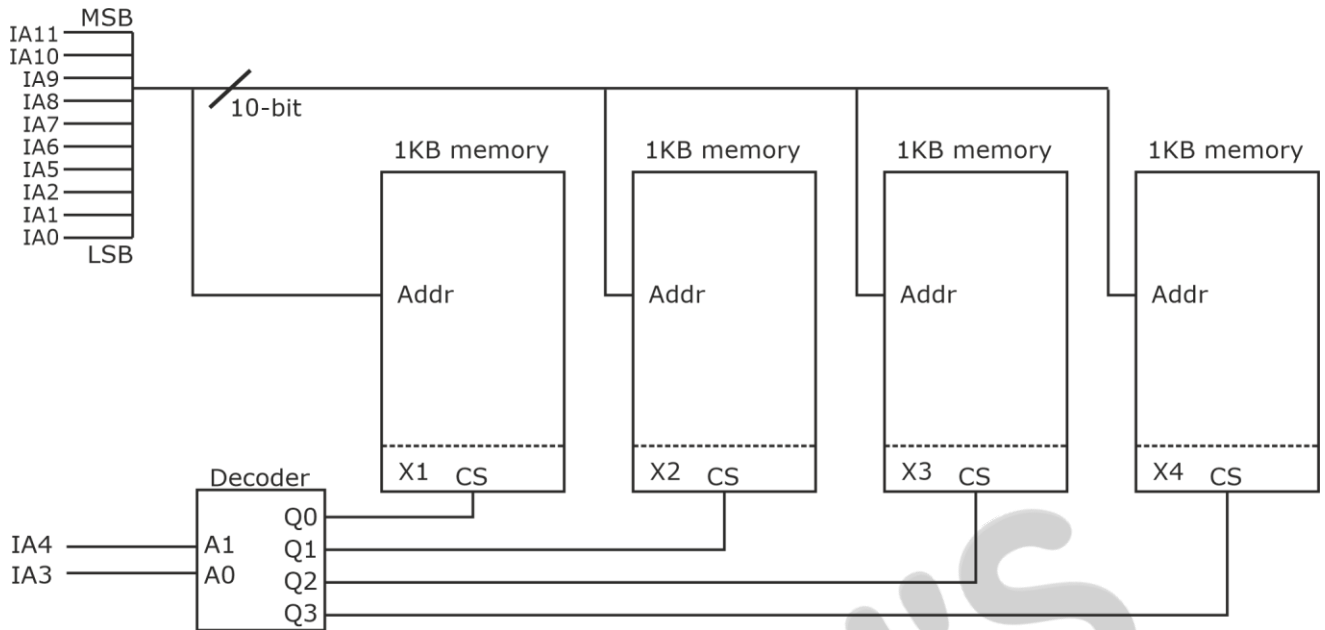 MSB
IA11
IA10
IA9
IA8
IA7
IA6
IA5
IA2
IA1
IA0
LSB
10-bit
1KB memory 1KB memory 1KB memory 1KB memory
Addr Addr Addr Addr
X1 CS X2 CS X3 CS X4 CS
Decoder
Q0
IA4 A1 Q1
IA3 A0 Q2
Q3
"S